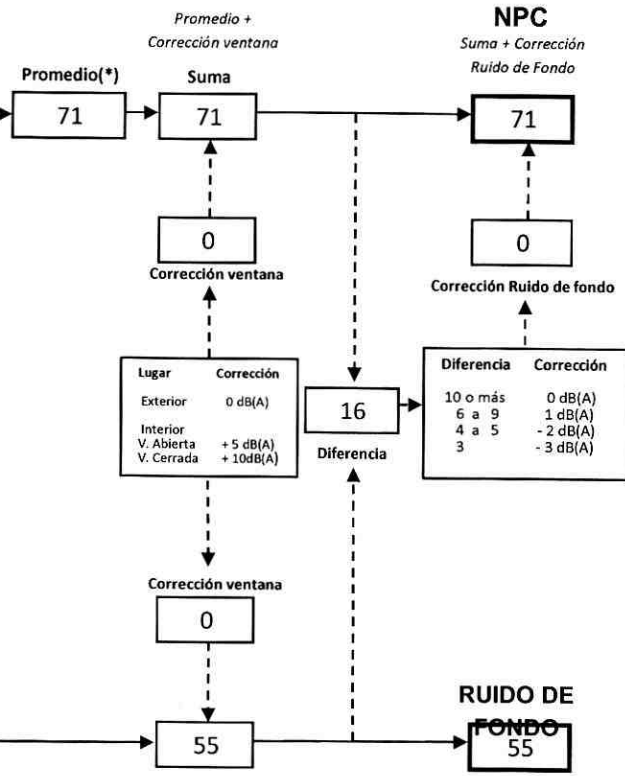 Promedio +
Corrección ventana
NPC
Suma + Corrección
Ruido de Fondo
Promedio(*)
Suma
71
71
71
0
0
Corrección ventana
Corrección Ruido de fondo
Lugar Corrección
Exterior 0 dB(A)
Interior
V. Abierta + 5 dB(A)
V. Cerrada + 10dB(A)
16
Diferencia
Diferencia Corrección
10 o más 0 dB(A)
6 a 9 1 dB(A)
4 a 5 - 2 dB(A)
3 - 3 dB(A)
Corrección ventana
0
RUIDO DE
FONDO
55
55